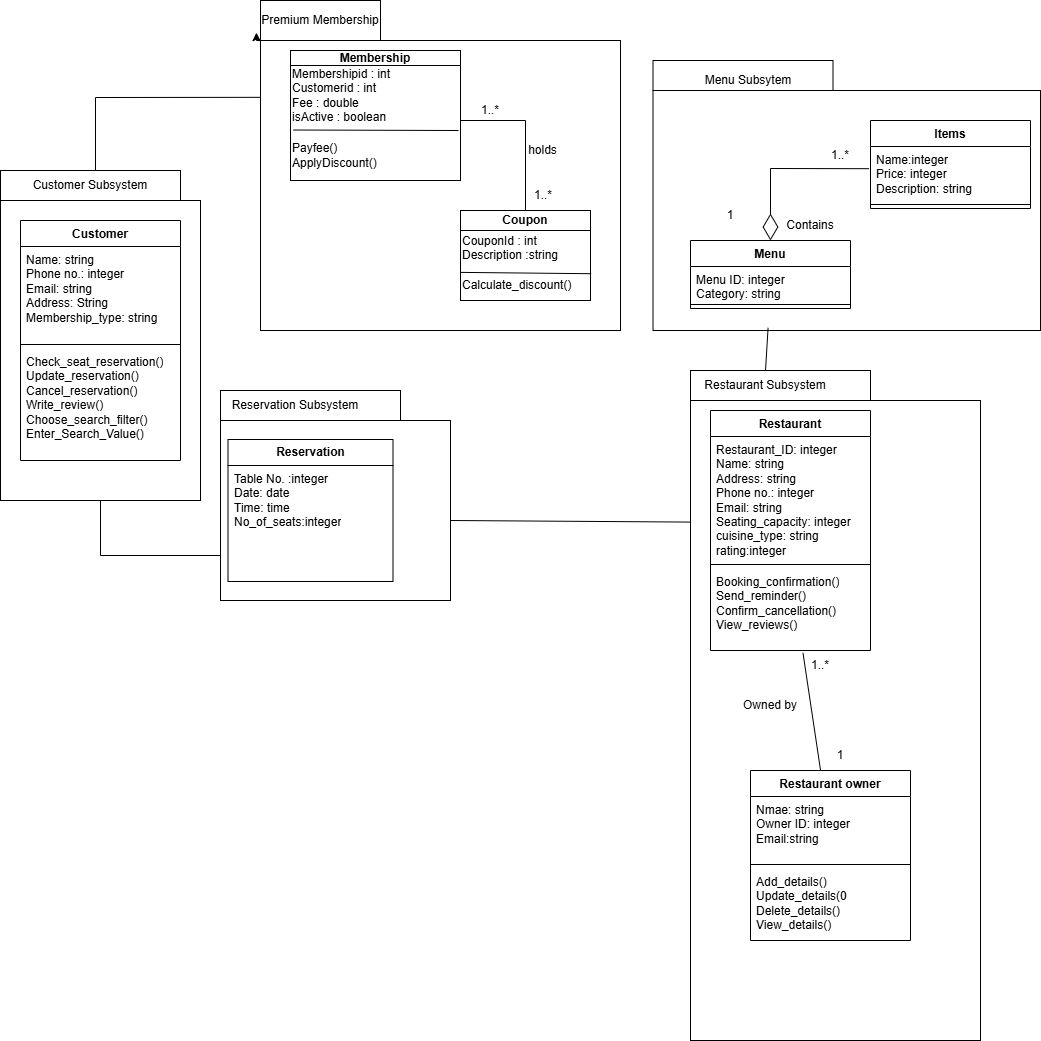 Premium Membership
Membership
Membershipid : int
Customerid : int
Fee : double
isActive : boolean
Payfee()
ApplyDiscount()
1..*
holds
1..*
Coupon
CouponId : int
Description :string
Calculate_discount()
Menu Subsytem
Items
Name:integer
Price: integer
Description: string
1..*
1
Contains
Menu
Menu ID: integer
Category: string
Customer Subsystem
Customer
Name: string
Phone no.: integer
Email: string
Address: String
Membership_type: string
Check_seat_reservation()
Update_reservation()
Cancel_reservation()
Write_review()
Choose_search_filter()
Enter_Search_Value()
Reservation Subsystem
Reservation
Table No. :integer
Date: date
Time: time
No_of_seats:integer
Restaurant Subsystem
Restaurant
Restaurant_ID: integer
Name: string
Address: string
Phone no.: integer
Email: string
Seating_capacity: integer
cuisine_type: string
rating:integer
Booking_confirmation()
Send_reminder()
Confirm_cancellation()
View_reviews()
1..*
Owned by
1
Restaurant owner
Nmae: string
Owner ID: integer
Email:string
Add_details()
Update_details(0
Delete_details()
View_details()